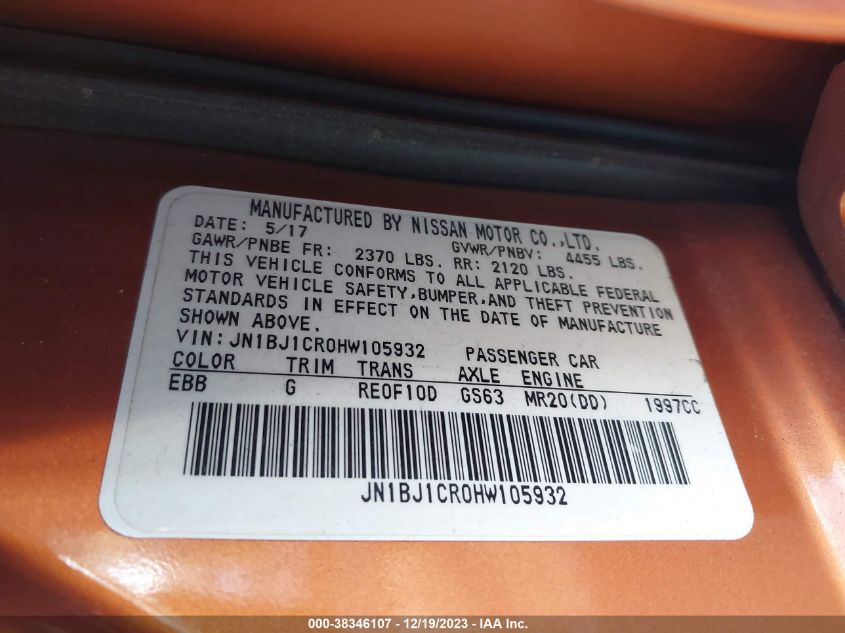 MANUFACTURED BY NISSAN MOTOR CO.,LTD.
DATE: 5/17 GVWR/PNBV: 4455 LBS.
GAWR/PNBE FR: 2370 LBS. RR: 2120 LBS.
THIS VEHICLE CONFORMS TO ALL APPLICABLE FEDERAL
MOTOR VEHICLE SAFETY,BUMPER,AND THEFT PREVENTION
STANDARDS IN EFFECT ON THE DATE OF MANUFACTURE
SHOWN ABOVE.
VIN: JN1BJ1CR0HW105932 PASSENGER CAR
COLOR TRIM TRANS AXLE ENGINE
EBB G RE0F10D GS63 MR20(DD) 1997CC
JN1BJ1CR0HW105932
000-38346107 - 12/19/2023 - IAA Inc.